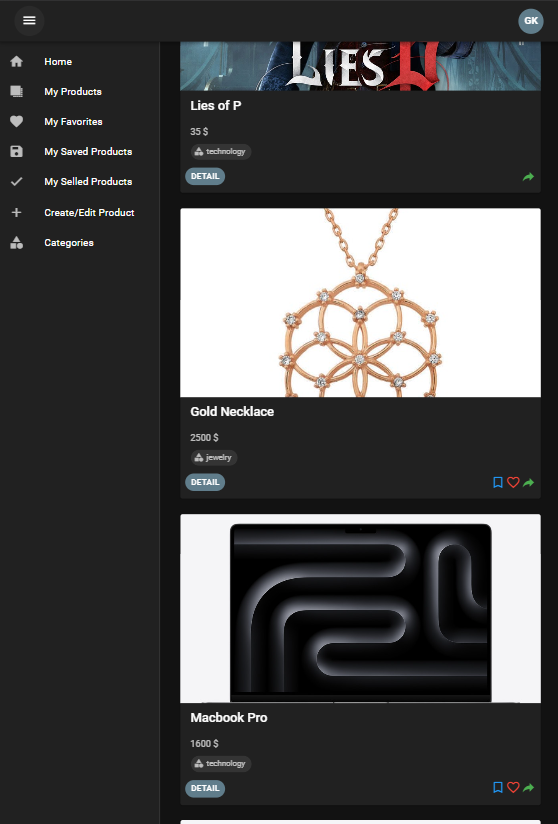 GK
Home
My Products
My Favorites
My Saved Products
My Selled Products
Create/Edit Product
Categories
LIES
Lies of P
35 $
technology
DETAIL
Gold Necklace
2500 $
jewelry
DETAIL
Macbook Pro
1600 $
technology
DETAIL